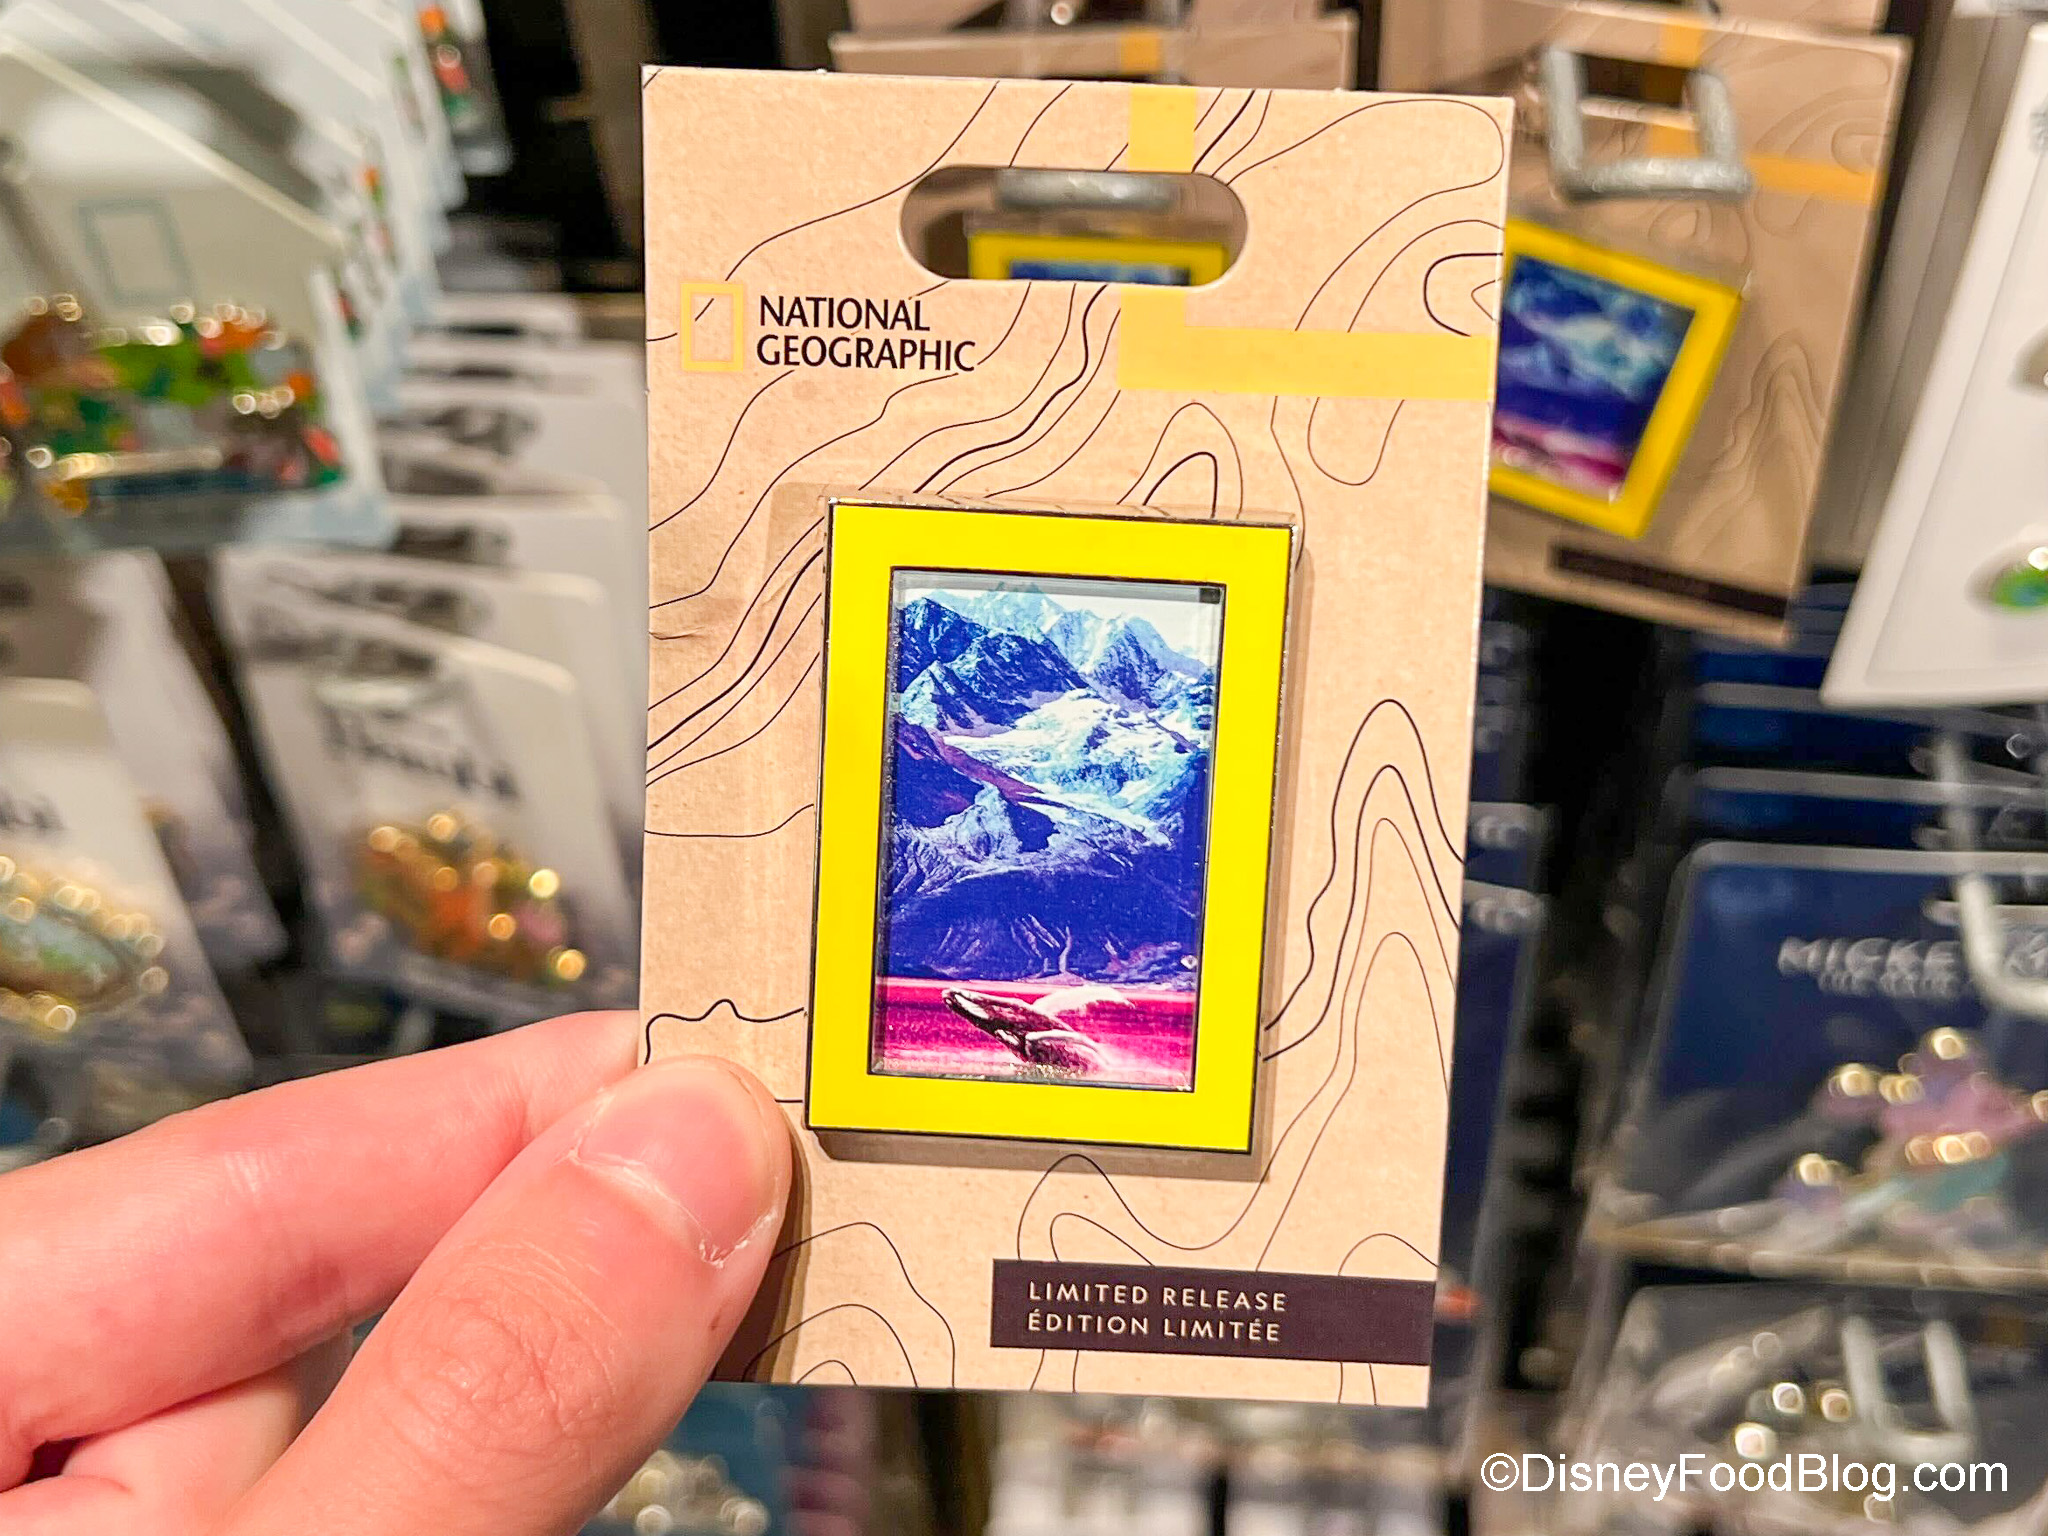 NATIONAL
GEOGRAPHIC
LIMITED RELEASE
ÉDITION LIMITÉE
©DisneyFoodBlog.com